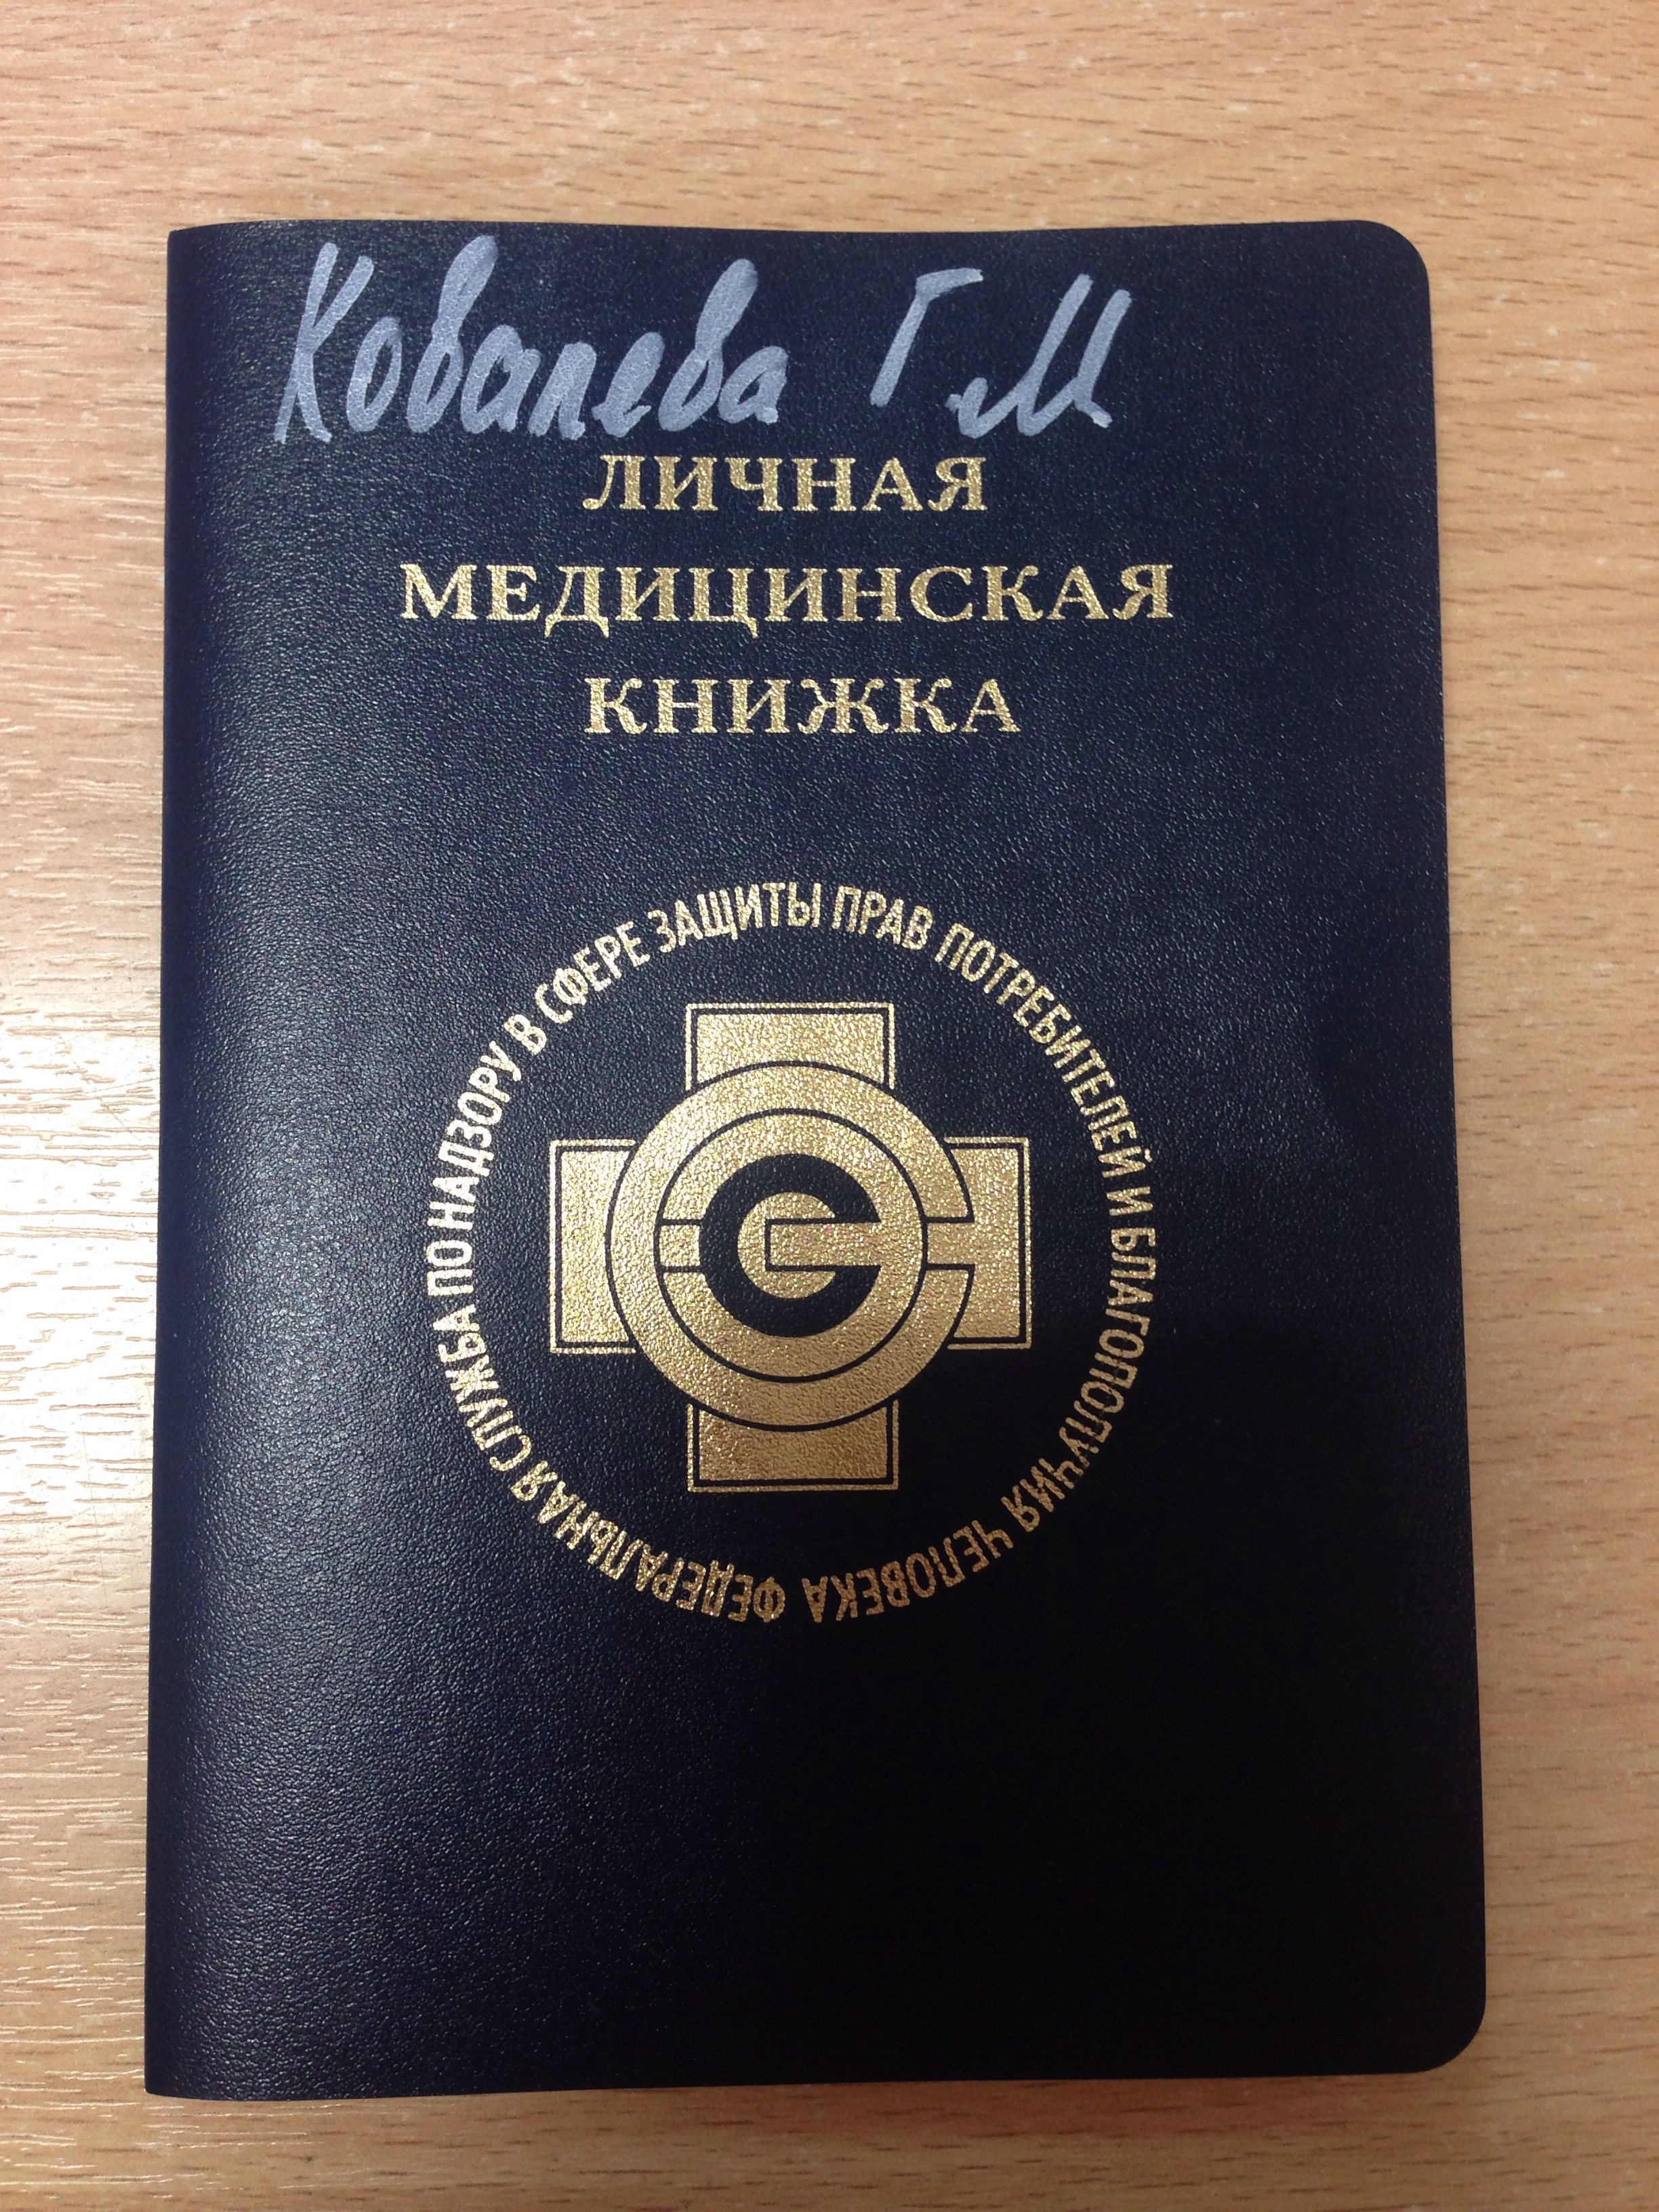 Ковалева Г.М
ЛИЧНАЯ
МЕДИЦИНСКАЯ
КНИЖКА
ФЕДЕРАЛЬНАЯ СЛУЖБА ПО НАДЗОРУ В СФЕРЕ ЗАЩИТЫ ПРАВ ПОТРЕБИТЕЛЕЙ И БЛАГОПОЛУЧИЯ ЧЕЛОВЕКА